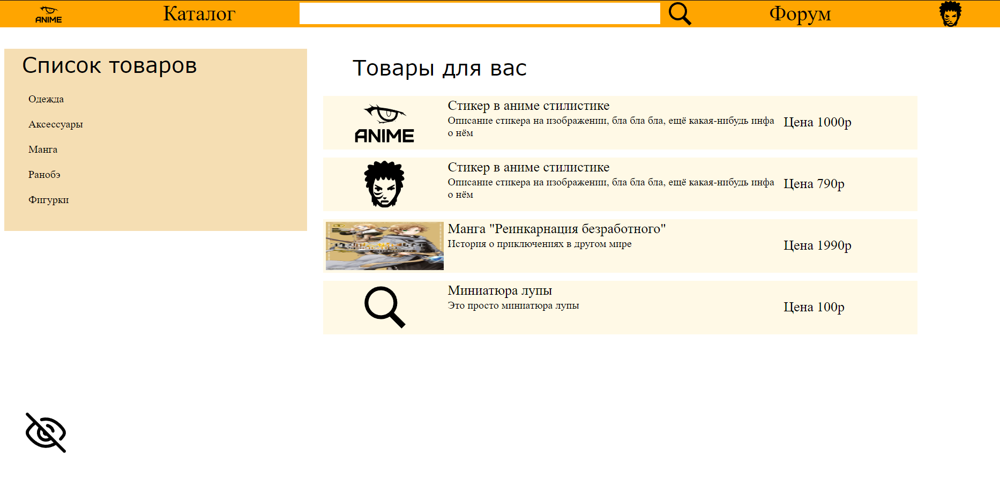 ANIME
Каталог
Форум
Список товаров
Одежда
Аксессуары
Манга
Ранобэ
Фигурки
Товары для вас
ANIME
Стикер в аниме стилистике
Описание стикера на изображении, бла бла бла, ещё какая-нибудь инфа
о нём
Цена 1000р
Стикер в аниме стилистике
Описание стикера на изображении, бла бла бла, ещё какая-нибудь инфа
о нём
Цена 790р
Манга "Реинкарнация безработного"
История о приключениях в другом мире
Цена 1990р
Миниатюра лупы
Это просто миниатюра лупы
Цена 100р